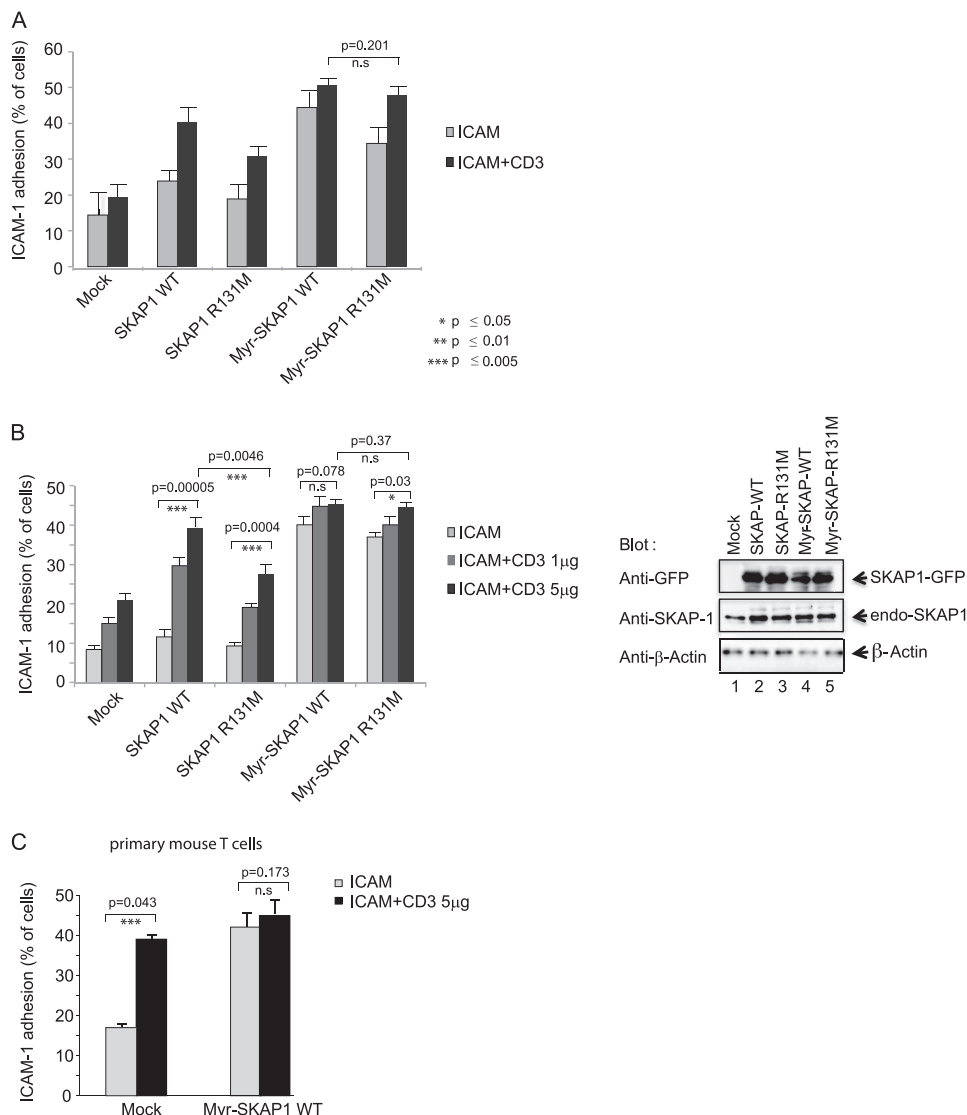 A
ICAM-1 adhesion (% of cells)
60
50
40
30
20
10
0
p=0.201
n.s
ICAM
ICAM+CD3
Mock
SKAP1 WT
SKAP1 R131M
Myr-SKAP1 WT
Myr-SKAP1 R131M
* p ≤ 0.05
** p ≤ 0.01
*** p ≤ 0.005
B
ICAM-1 adhesion (% of cells)
50
40
30
20
10
0
p=0.00005
***
p=0.0046
***
p=0.0004
***
p=0.078
n.s
p=0.37
n.s
p=0.03
*
ICAM
ICAM+CD3 1μg
ICAM+CD3 5μg
Mock
SKAP1 WT
SKAP1 R131M
Myr-SKAP1 WT
Myr-SKAP1 R131M
Mock
SKAP-WT
SKAP-R131M
Myr-SKAP-WT
Myr-SKAP-R131M
Blot :
Anti-GFP
SKAP1-GFP
Anti-SKAP-1
endo-SKAP1
Anti-β-Actin
β-Actin
1 2 3 4 5
C
primary mouse T cells
ICAM-1 adhesion (% of cells)
50
40
30
20
10
0
p=0.043
***
p=0.173
n.s
ICAM
ICAM+CD3 5μg
Mock
Myr-SKAP1 WT